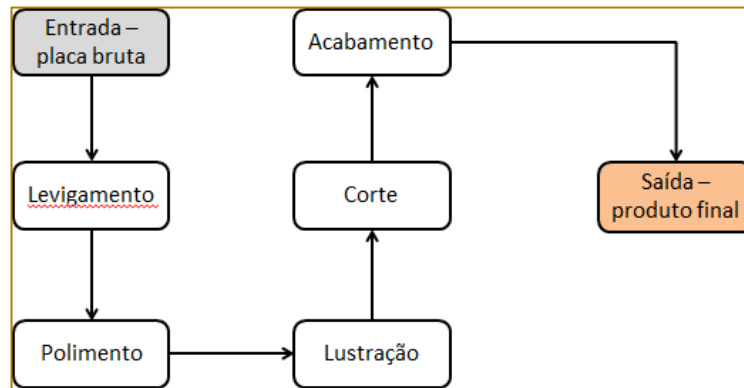 Entrada –
placa bruta
Levigamento
Polimento
Lustração
Corte
Acabamento
Saída –
produto final